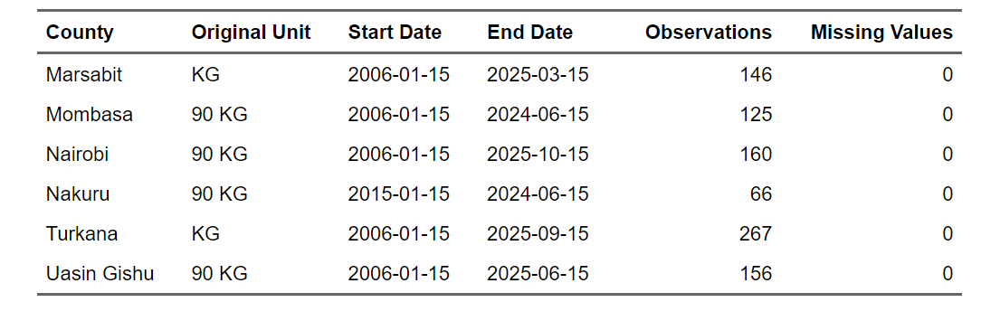 County Original Unit Start Date End Date Observations Missing Values
Marsabit KG 2006-01-15 2025-03-15 146 0
Mombasa 90 KG 2006-01-15 2024-06-15 125 0
Nairobi 90 KG 2006-01-15 2025-10-15 160 0
Nakuru 90 KG 2015-01-15 2024-06-15 66 0
Turkana KG 2006-01-15 2025-09-15 267 0
Uasin Gishu 90 KG 2006-01-15 2025-06-15 156 0